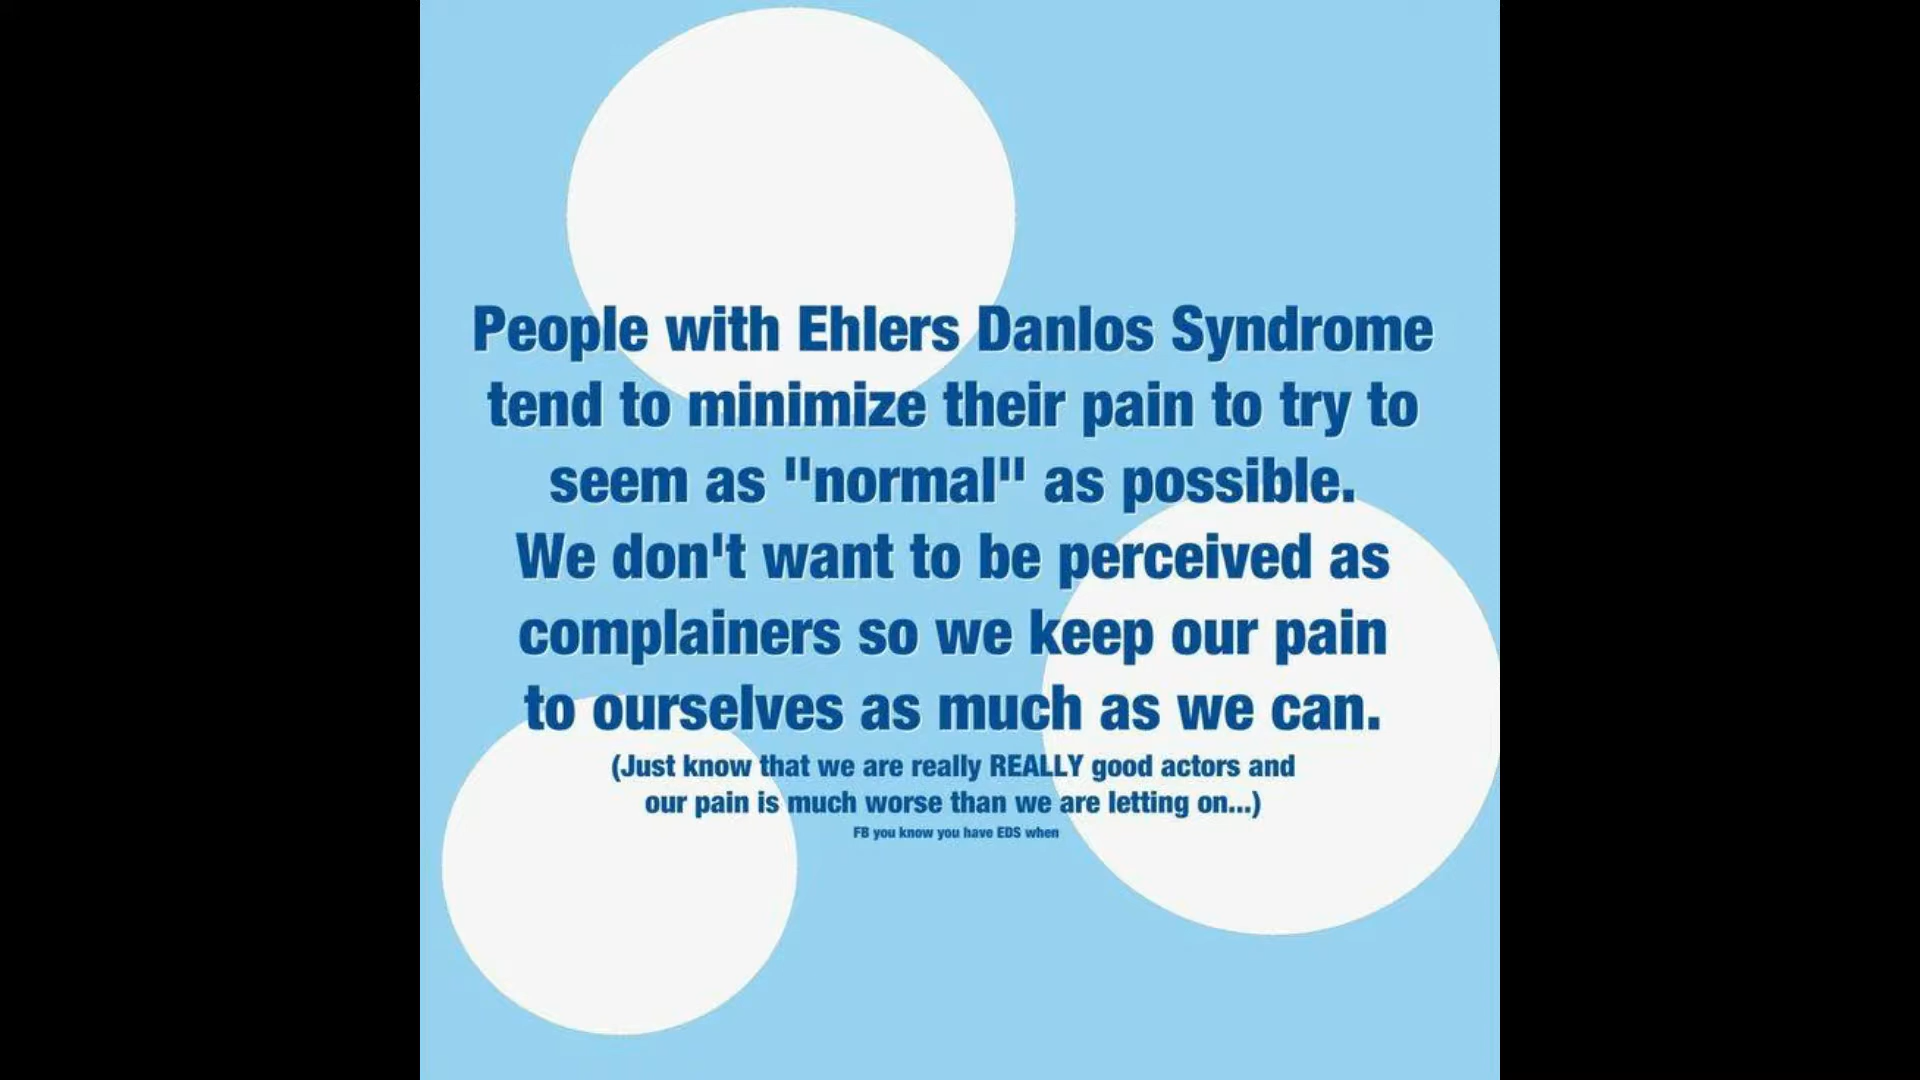 People with Ehlers Danlos Syndrome
tend to minimize their pain to try to
seem as "normal" as possible.
We don't want to be perceived as
complainers so we keep our pain
to ourselves as much as we can.
(Just know that we are really REALLY good actors and
our pain is much worse than we are letting on...)
FB you know you have EDS when